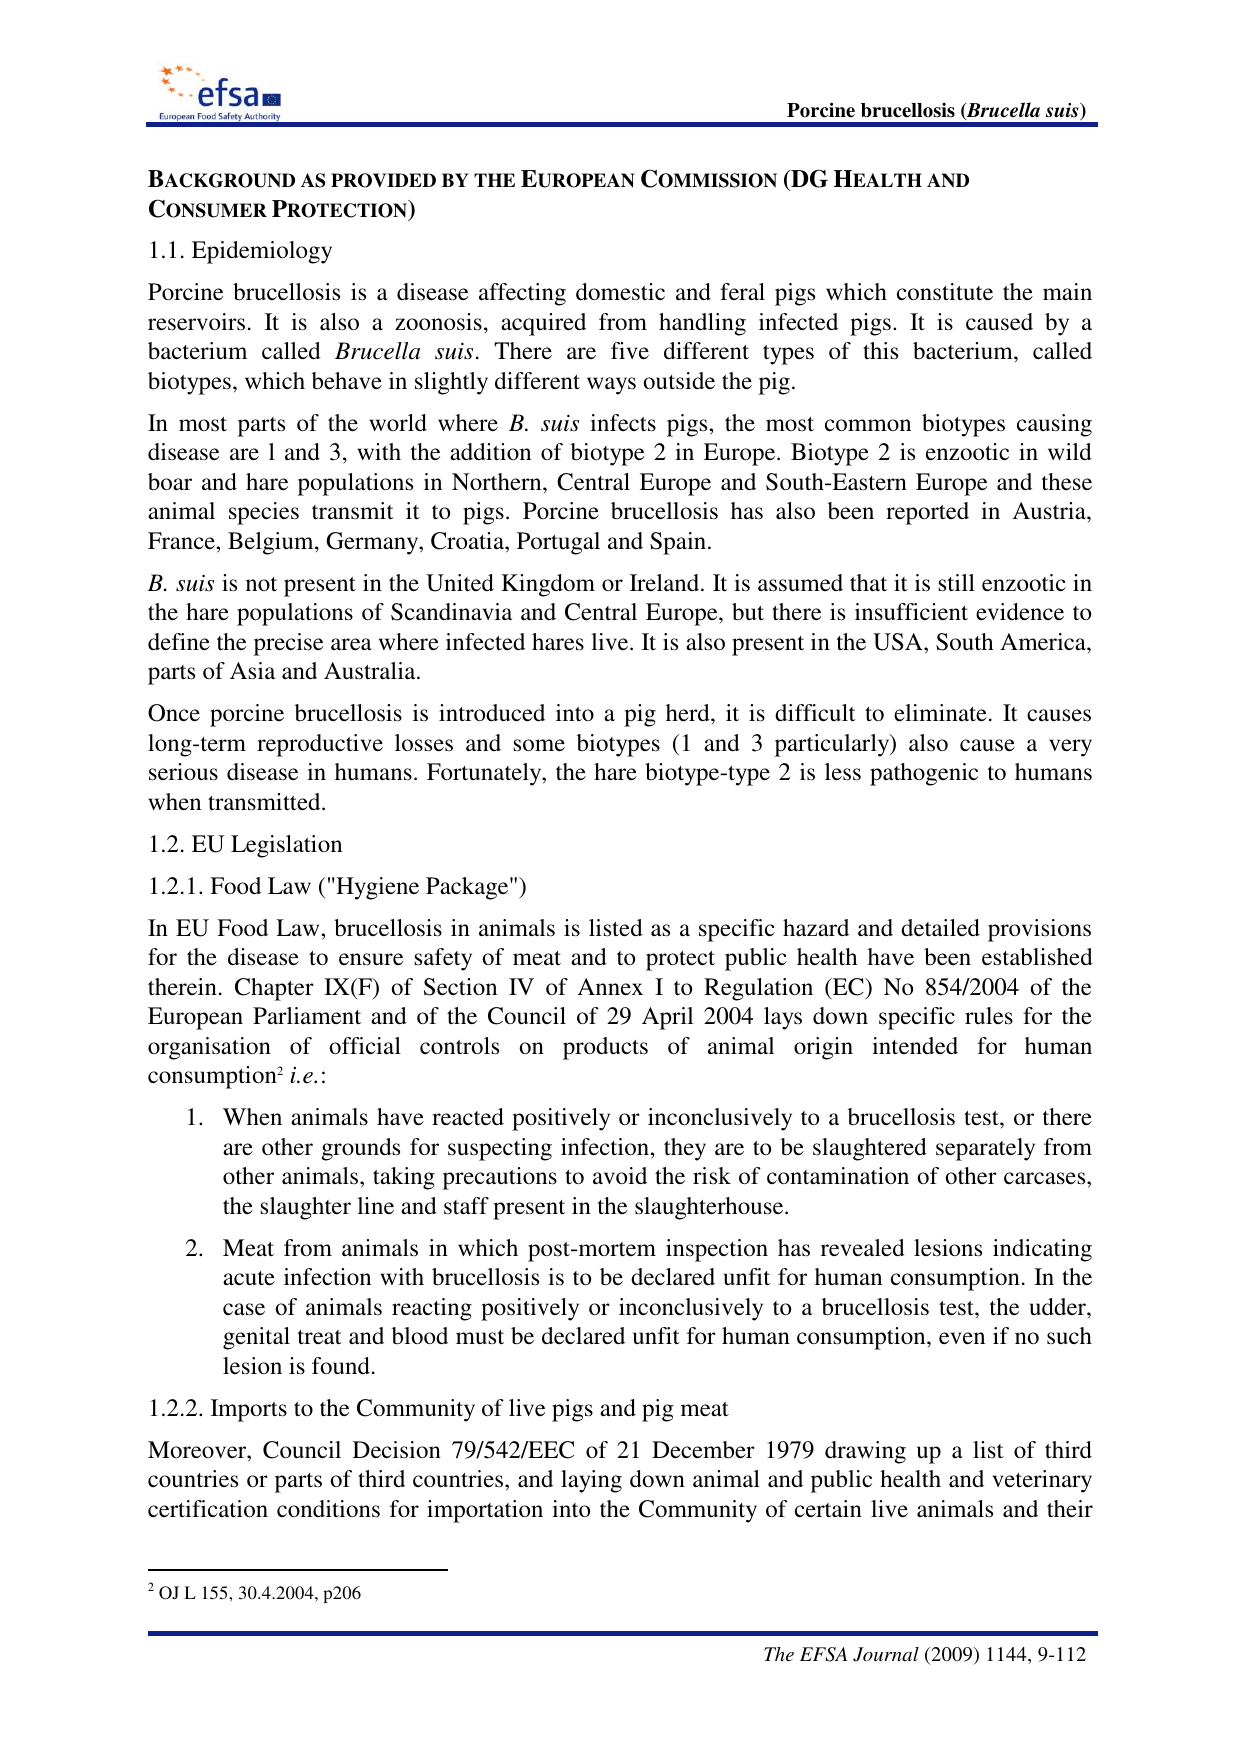 efsa
European Food Safety Authority
Porcine brucellosis (Brucella suis)
BACKGROUND AS PROVIDED BY THE EUROPEAN COMMISSION (DG HEALTH AND
CONSUMER PROTECTION)
1.1. Epidemiology
Porcine brucellosis is a disease affecting domestic and feral pigs which constitute the main
reservoirs. It is also a zoonosis, acquired from handling infected pigs. It is caused by a
bacterium called Brucella suis. There are five different types of this bacterium, called
biotypes, which behave in slightly different ways outside the pig.
In most parts of the world where B. suis infects pigs, the most common biotypes causing
disease are l and 3, with the addition of biotype 2 in Europe. Biotype 2 is enzootic in wild
boar and hare populations in Northern, Central Europe and South-Eastern Europe and these
animal species transmit it to pigs. Porcine brucellosis has also been reported in Austria,
France, Belgium, Germany, Croatia, Portugal and Spain.
B. suis is not present in the United Kingdom or Ireland. It is assumed that it is still enzootic in
the hare populations of Scandinavia and Central Europe, but there is insufficient evidence to
define the precise area where infected hares live. It is also present in the USA, South America,
parts of Asia and Australia.
Once porcine brucellosis is introduced into a pig herd, it is difficult to eliminate. It causes
long-term reproductive losses and some biotypes (1 and 3 particularly) also cause a very
serious disease in humans. Fortunately, the hare biotype-type 2 is less pathogenic to humans
when transmitted.
1.2. EU Legislation
1.2.1. Food Law ("Hygiene Package")
In EU Food Law, brucellosis in animals is listed as a specific hazard and detailed provisions
for the disease to ensure safety of meat and to protect public health have been established
therein. Chapter IX(F) of Section IV of Annex I to Regulation (EC) No 854/2004 of the
European Parliament and of the Council of 29 April 2004 lays down specific rules for the
organisation of official controls on products of animal origin intended for human
consumption² i.e.:
1. When animals have reacted positively or inconclusively to a brucellosis test, or there
are other grounds for suspecting infection, they are to be slaughtered separately from
other animals, taking precautions to avoid the risk of contamination of other carcases,
the slaughter line and staff present in the slaughterhouse.
2. Meat from animals in which post-mortem inspection has revealed lesions indicating
acute infection with brucellosis is to be declared unfit for human consumption. In the
case of animals reacting positively or inconclusively to a brucellosis test, the udder,
genital treat and blood must be declared unfit for human consumption, even if no such
lesion is found.
1.2.2. Imports to the Community of live pigs and pig meat
Moreover, Council Decision 79/542/EEC of 21 December 1979 drawing up a list of third
countries or parts of third countries, and laying down animal and public health and veterinary
certification conditions for importation into the Community of certain live animals and their
² OJ L 155, 30.4.2004, p206
The EFSA Journal (2009) 1144, 9-112